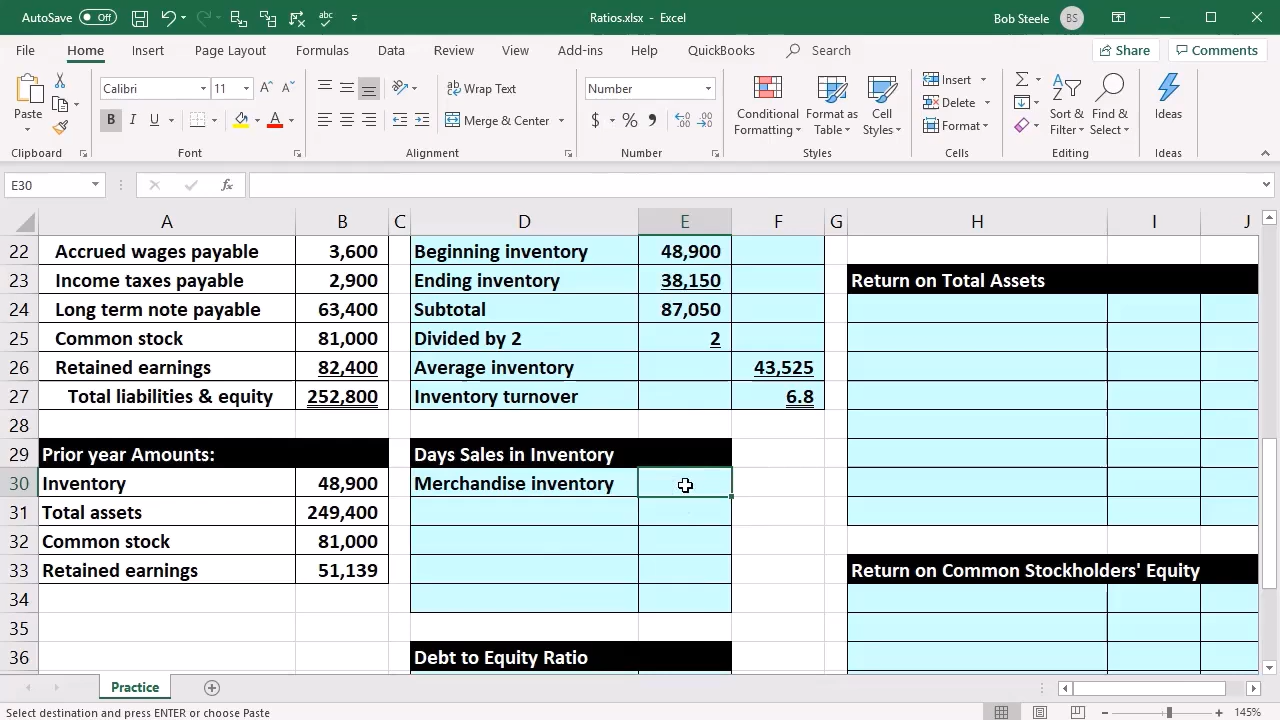 AutoSave Off Ratios.xlsx - Excel Bob Steele BS
File Home Insert Page Layout Formulas Data Review View Add-ins Help QuickBooks Search Share Comments
Paste Calibri 11 A A Wrap Text Number Insert
B I U A Merge & Center $ % Conditional Formatting Format as Table Cell Styles Delete Format Sort & Filter Find & Select Ideas
Clipboard Font Alignment Number Styles Cells Editing Ideas
E30 fx
A B C D E F G H I J
22 Accrued wages payable 3,600 Beginning inventory 48,900
23 Income taxes payable 2,900 Ending inventory 38,150 Return on Total Assets
24 Long term note payable 63,400 Subtotal 87,050
25 Common stock 81,000 Divided by 2 2
26 Retained earnings 82,400 Average inventory 43,525
27 Total liabilities & equity 252,800 Inventory turnover 6.8
28
29 Prior year Amounts: Days Sales in Inventory
30 Inventory 48,900 Merchandise inventory
31 Total assets 249,400
32 Common stock 81,000
33 Retained earnings 51,139 Return on Common Stockholders' Equity
34
35
36 Debt to Equity Ratio
Practice
Select destination and press ENTER or choose Paste 145%